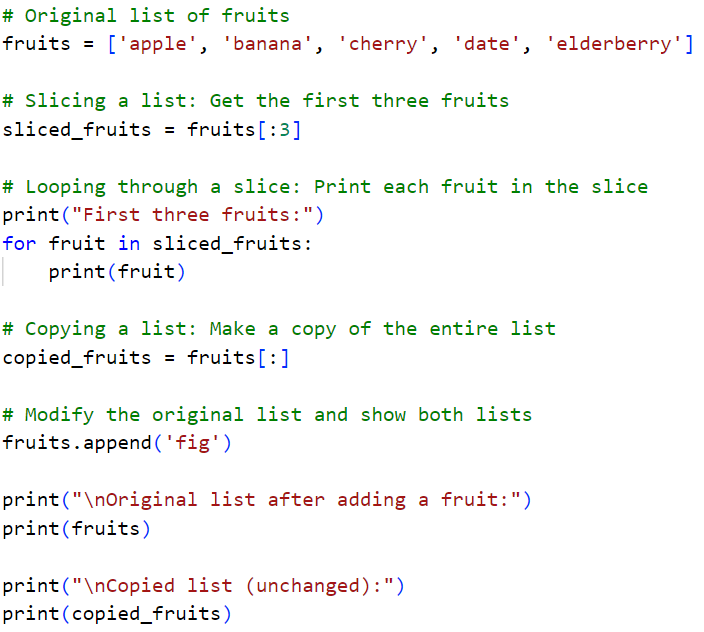 # Original list of fruits
fruits = ['apple', 'banana', 'cherry', 'date', 'elderberry']
# Slicing a list: Get the first three fruits
sliced_fruits = fruits[:3]
# Looping through a slice: Print each fruit in the slice
print("First three fruits:")
for fruit in sliced_fruits:
    print(fruit)
# Copying a list: Make a copy of the entire list
copied_fruits = fruits[:]
# Modify the original list and show both lists
fruits.append('fig')
print("\nOriginal list after adding a fruit:")
print(fruits)
print("\nCopied list (unchanged):")
print(copied_fruits)